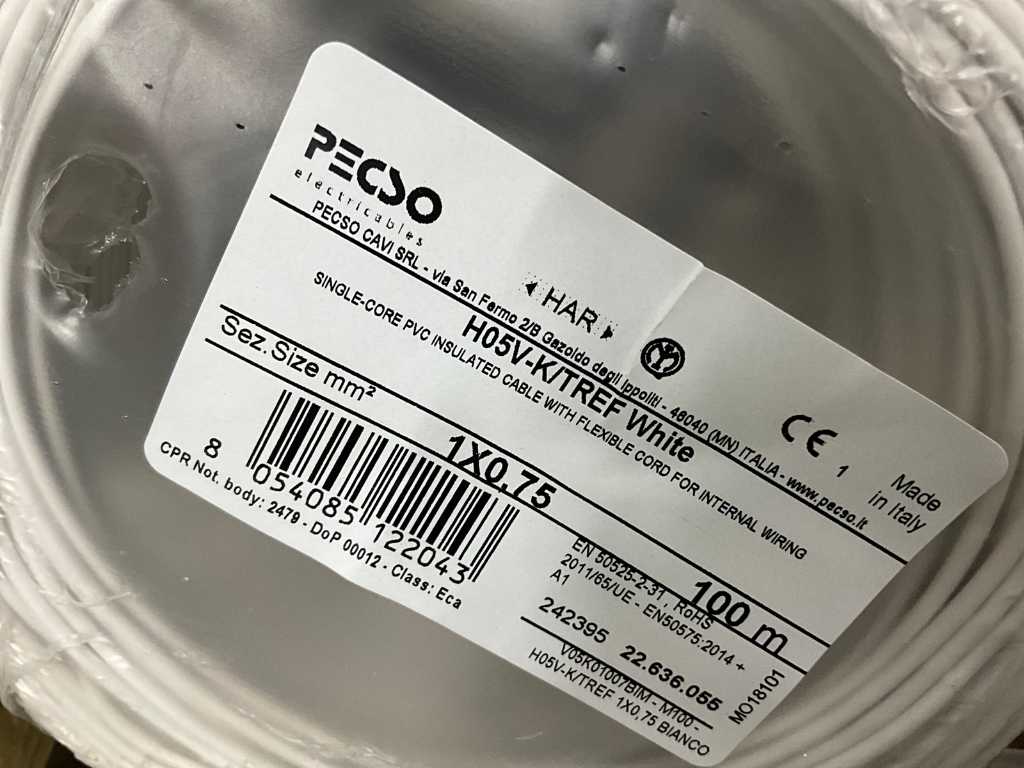 PECSO
electricables
HAR
CE 1
Made
in Italy
PECSO CAVI SRL - via San Fermo 2/B Gazoldo degli Ippoliti - 46040 (MN) ITALIA - www.pecso.it
H05V-K/TREF White
SINGLE-CORE PVC INSULATED CABLE WITH FLEXIBLE CORD FOR INTERNAL WIRING
Sez.Size mm²
1X0,75
100 m
8 054085 122043
CPR Not. body: 2479 - DoP 00012 - Class: Eca
EN 50525-2-31 , RoHS
2011/65/UE - EN50575:2014 +
A1
242395 22.636.055
V05K01007BIM - M100 -
H05V-K/TREF 1X0,75 BIANCO
MO18101